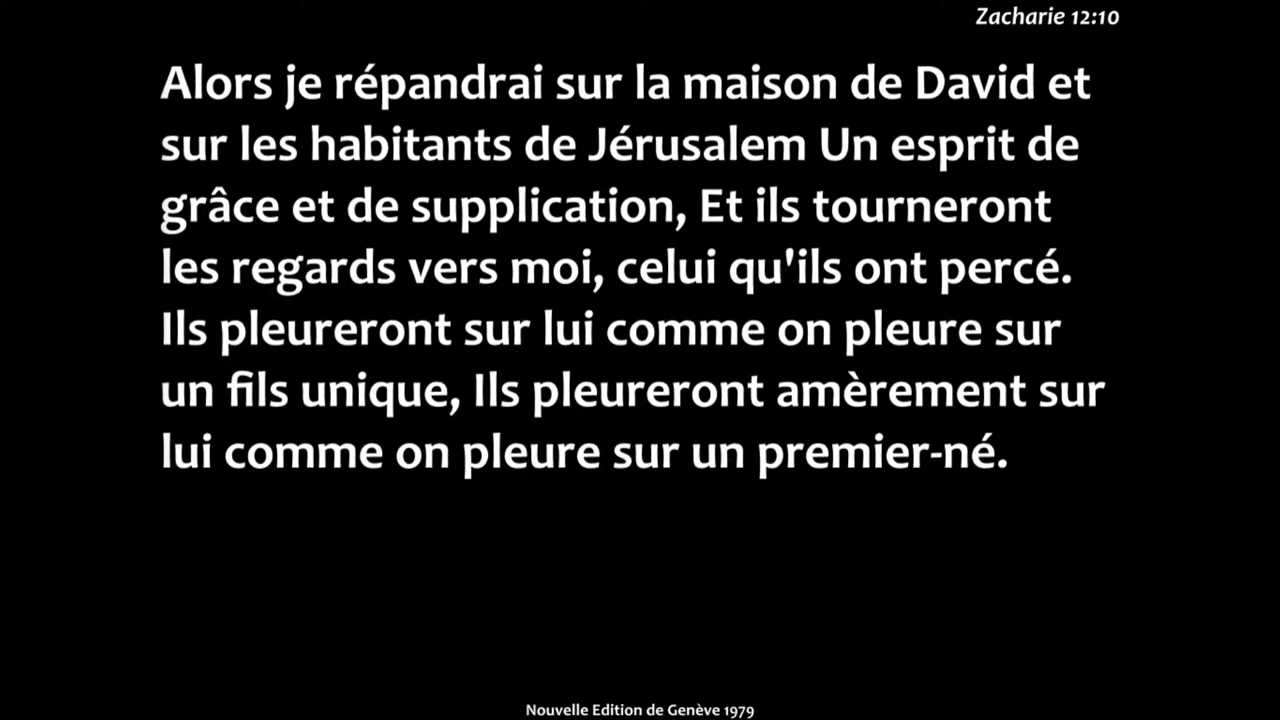 Zacharie 12:10
Alors je répandrai sur la maison de David et
sur les habitants de Jérusalem Un esprit de
grâce et de supplication, Et ils tourneront
les regards vers moi, celui qu'ils ont percé.
Ils pleureront sur lui comme on pleure sur
un fils unique, Ils pleureront amèrement sur
lui comme on pleure sur un premier-né.
Nouvelle Edition de Genève 1979